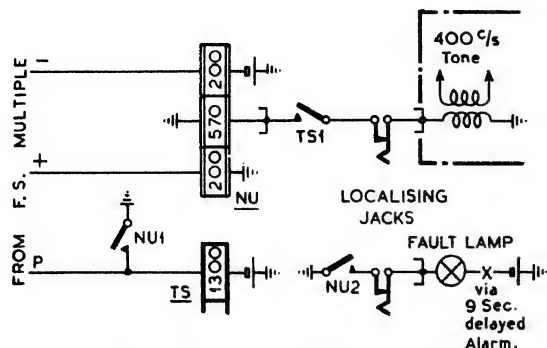 FROM F.S. MULTIPLE
−
+
P
200
570
200
NU
NU1
TS
1300
TS1
400 c/s
Tone
LOCALISING
JACKS
NU2
FAULT LAMP
via
9 Sec.
delayed
Alarm.